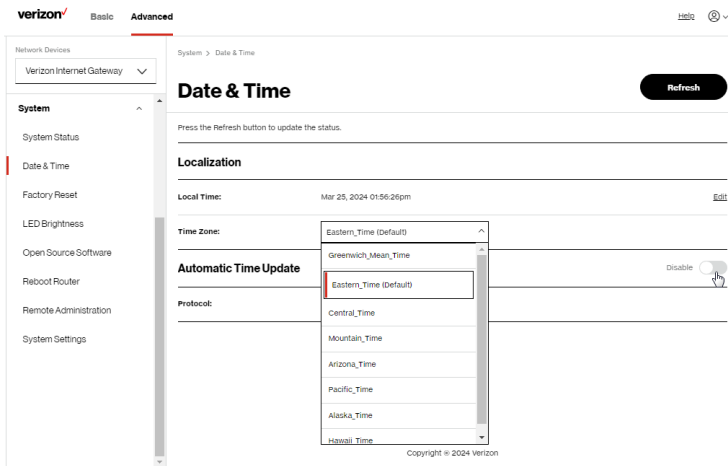 verizon
Basic
Advanced
Help
Network Devices
Verizon Internet Gateway
System
System Status
Date & Time
Factory Reset
LED Brightness
Open Source Software
Reboot Router
Remote Administration
System Settings
System > Date & Time
Date & Time
Refresh
Press the Refresh button to update the status.
Localization
Local Time: Mar 25, 2024 01:56:26pm Edit
Time Zone: Eastern_Time (Default)
Greenwich_Mean_Time
Eastern_Time (Default)
Central_Time
Mountain_Time
Arizona_Time
Pacific_Time
Alaska_Time
Hawaii_Time
Automatic Time Update
Disable
Protocol:
Copyright © 2024 Verizon